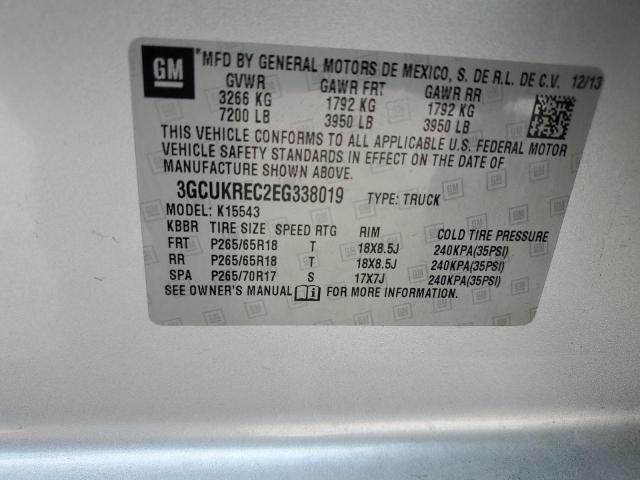 GM
*MFD BY GENERAL MOTORS DE MEXICO, S. DE R.L. DE C.V. 12/13
GVWR GAWR FRT GAWR RR
3266 KG 1792 KG 1792 KG
7200 LB 3950 LB 3950 LB
THIS VEHICLE CONFORMS TO ALL APPLICABLE U.S. FEDERAL MOTOR
VEHICLE SAFETY STANDARDS IN EFFECT ON THE DATE OF
MANUFACTURE SHOWN ABOVE.
3GCUKREC2EG338019 TYPE: TRUCK
MODEL: K15543
KBBR TIRE SIZE SPEED RTG RIM COLD TIRE PRESSURE
FRT P265/65R18 T 18X8.5J 240KPA(35PSI)
RR P265/65R18 T 18X8.5J 240KPA(35PSI)
SPA P265/70R17 S 17X7J 240KPA(35PSI)
SEE OWNER'S MANUAL FOR MORE INFORMATION.